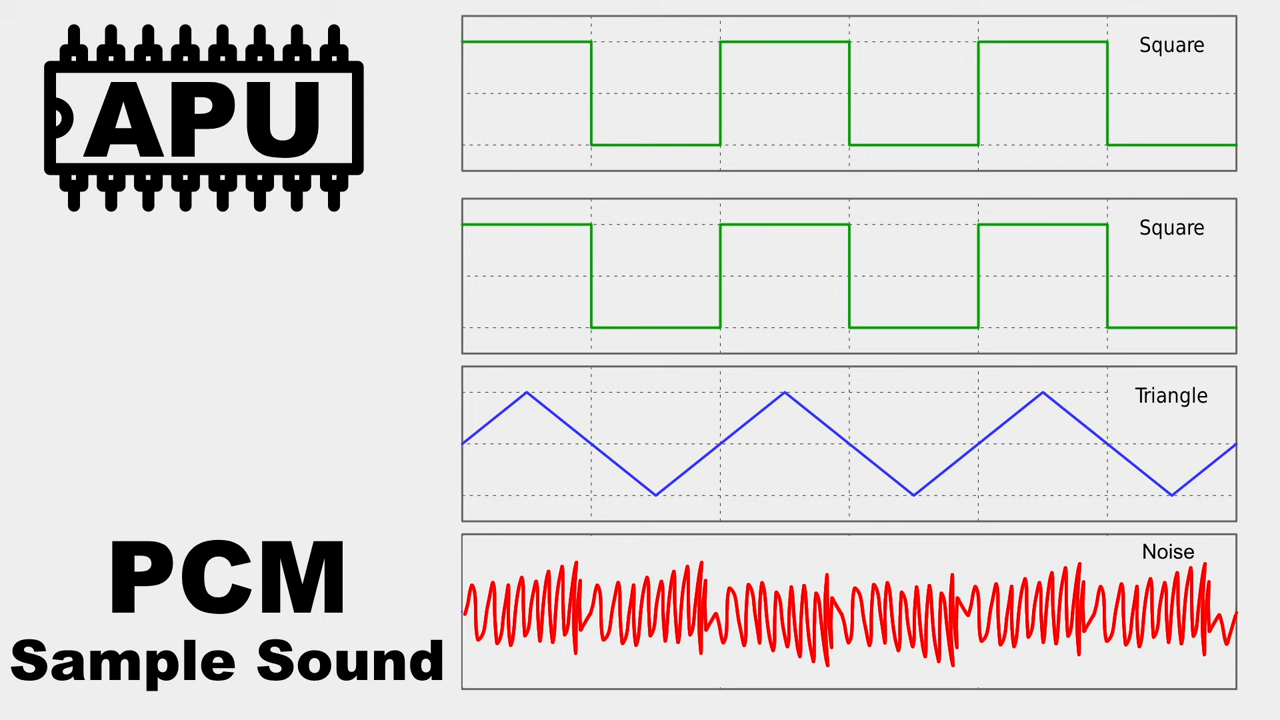 APU
Square
Square
Triangle
Noise
PCM
Sample Sound